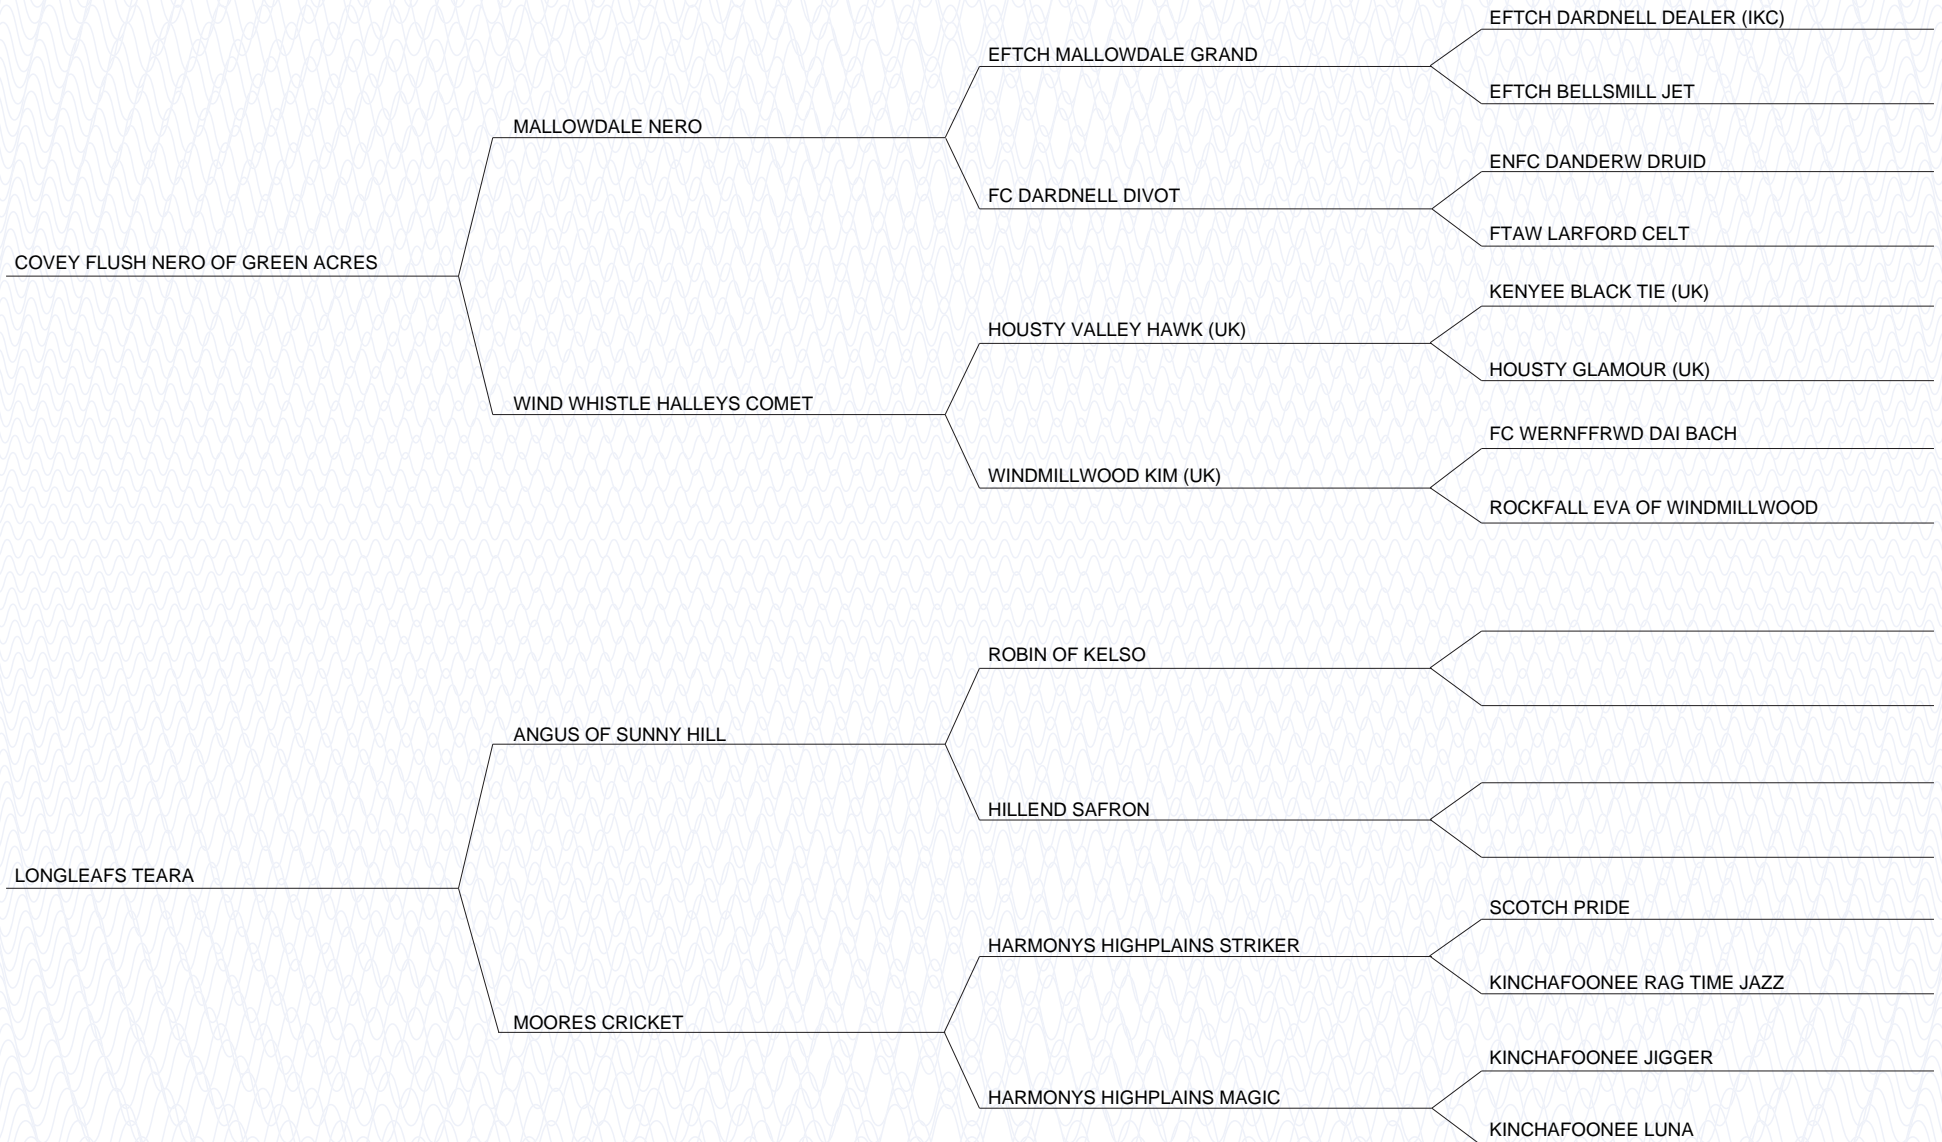 EFTCH DARDNELL DEALER (IKC)
EFTCH MALLOWDALE GRAND
EFTCH BELLSMILL JET
MALLOWDALE NERO
ENFC DANDERW DRUID
FC DARDNELL DIVOT
FTAW LARFORD CELT
COVEY FLUSH NERO OF GREEN ACRES
KENYEE BLACK TIE (UK)
HOUSTY VALLEY HAWK (UK)
HOUSTY GLAMOUR (UK)
WIND WHISTLE HALLEYS COMET
FC WERNFFRWD DAI BACH
WINDMILLWOOD KIM (UK)
ROCKFALL EVA OF WINDMILLWOOD
ROBIN OF KELSO
ANGUS OF SUNNY HILL
HILLEND SAFRON
LONGLEAFS TEARA
SCOTCH PRIDE
HARMONYS HIGHPLAINS STRIKER
KINCHAFOONEE RAG TIME JAZZ
MOORES CRICKET
KINCHAFOONEE JIGGER
HARMONYS HIGHPLAINS MAGIC
KINCHAFOONEE LUNA